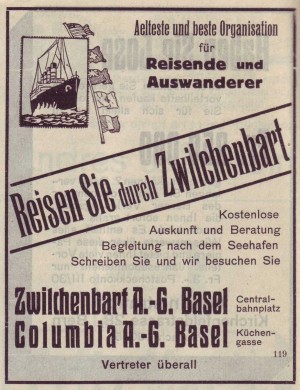 Aelteste und beste Organisation
für
Reisende und
Auswanderer
Reisen Sie durch Zwilchenbart
Kostenlose
Auskunft und Beratung
Begleitung nach dem Seehafen
Schreiben Sie und wir besuchen Sie
Zwilchenbart A.-G. Basel Central-
bahnplatz
Columbia A.-G. Basel Küchen-
gasse
119
Vertreter überall